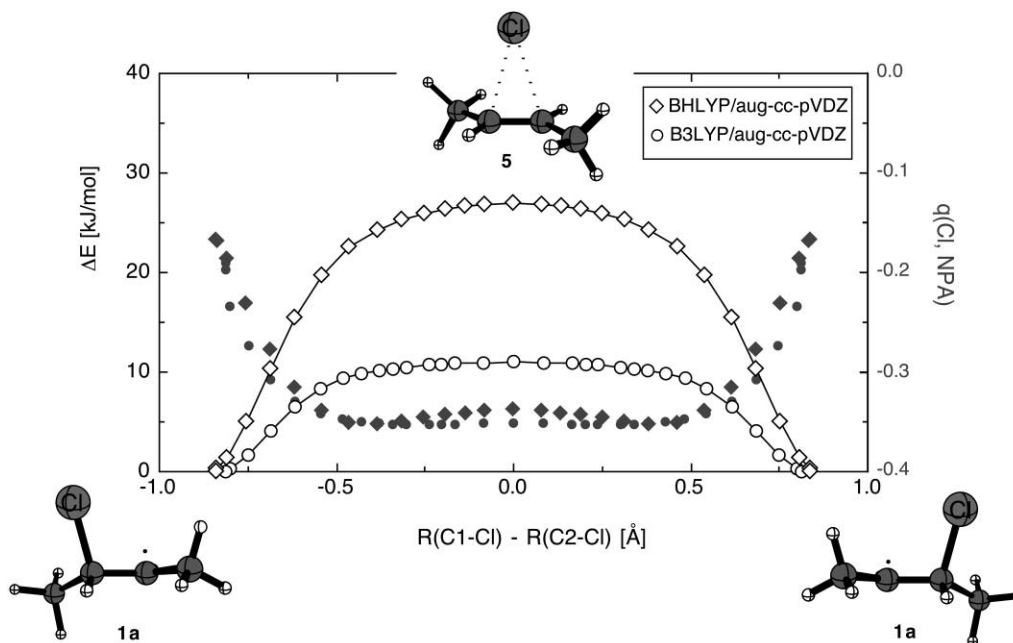 Cl
5
◇ BHLYP/aug-cc-pVDZ
○ B3LYP/aug-cc-pVDZ
ΔE [kJ/mol]
40
30
20
10
0
0.0
-0.1
-0.2
-0.3
-0.4
q(Cl, NPA)
-1.0
-0.5
0.0
0.5
1.0
R(C1-Cl) - R(C2-Cl) [Å]
Cl
1a
Cl
1a